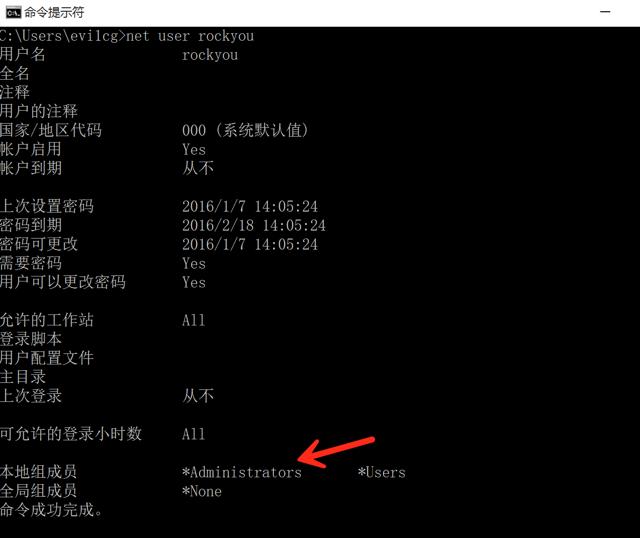 命令提示符
C:\Users\evilcg>net user rockyou
用户名 rockyou
全名
注释
用户的注释
国家/地区代码 000 (系统默认值)
帐户启用 Yes
帐户到期 从不
上次设置密码 2016/1/7 14:05:24
密码到期 2016/2/18 14:05:24
密码可更改 2016/1/7 14:05:24
需要密码 Yes
用户可以更改密码 Yes
允许的工作站 All
登录脚本
用户配置文件
主目录
上次登录 从不
可允许的登录小时数 All
本地组成员 *Administrators *Users
全局组成员 *None
命令成功完成。